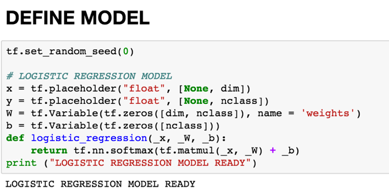 DEFINE MODEL
tf.set_random_seed(0)
# LOGISTIC REGRESSION MODEL
x = tf.placeholder("float", [None, dim])
y = tf.placeholder("float", [None, nclass])
W = tf.Variable(tf.zeros([dim, nclass]), name = 'weights')
b = tf.Variable(tf.zeros([nclass]))
def logistic_regression(_x, _W, _b):
    return tf.nn.softmax(tf.matmul(_x, _W) + _b)
print ("LOGISTIC REGRESSION MODEL READY")
LOGISTIC REGRESSION MODEL READY